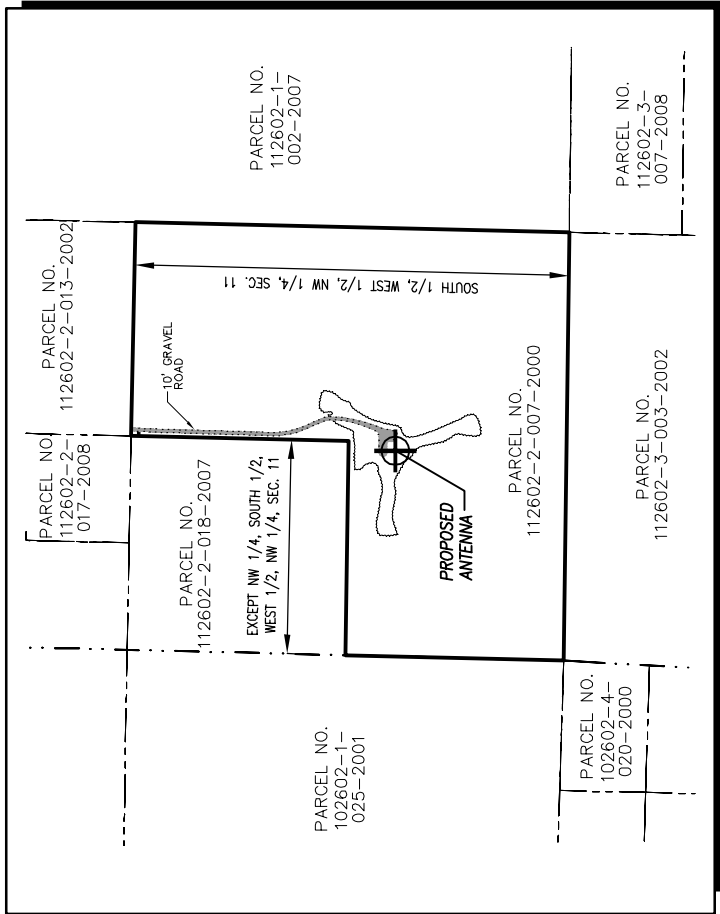 PARCEL NO.
112602-1-
002-2007
PARCEL NO.
112602-3-
007-2008
PARCEL NO.
112602-2-013-2002
SOUTH 1/2, WEST 1/2, NW 1/4, SEC. 11
10' GRAVEL
ROAD
PARCEL NO.
112602-2-
017-2008
PARCEL NO.
112602-2-018-2007
EXCEPT NW 1/4, SOUTH 1/2,
WEST 1/2, NW 1/4, SEC. 11
PROPOSED
ANTENNA
PARCEL NO.
112602-2-007-2000
PARCEL NO.
112602-3-003-2002
PARCEL NO.
102602-1-
025-2001
PARCEL NO.
102602-4-
020-2000